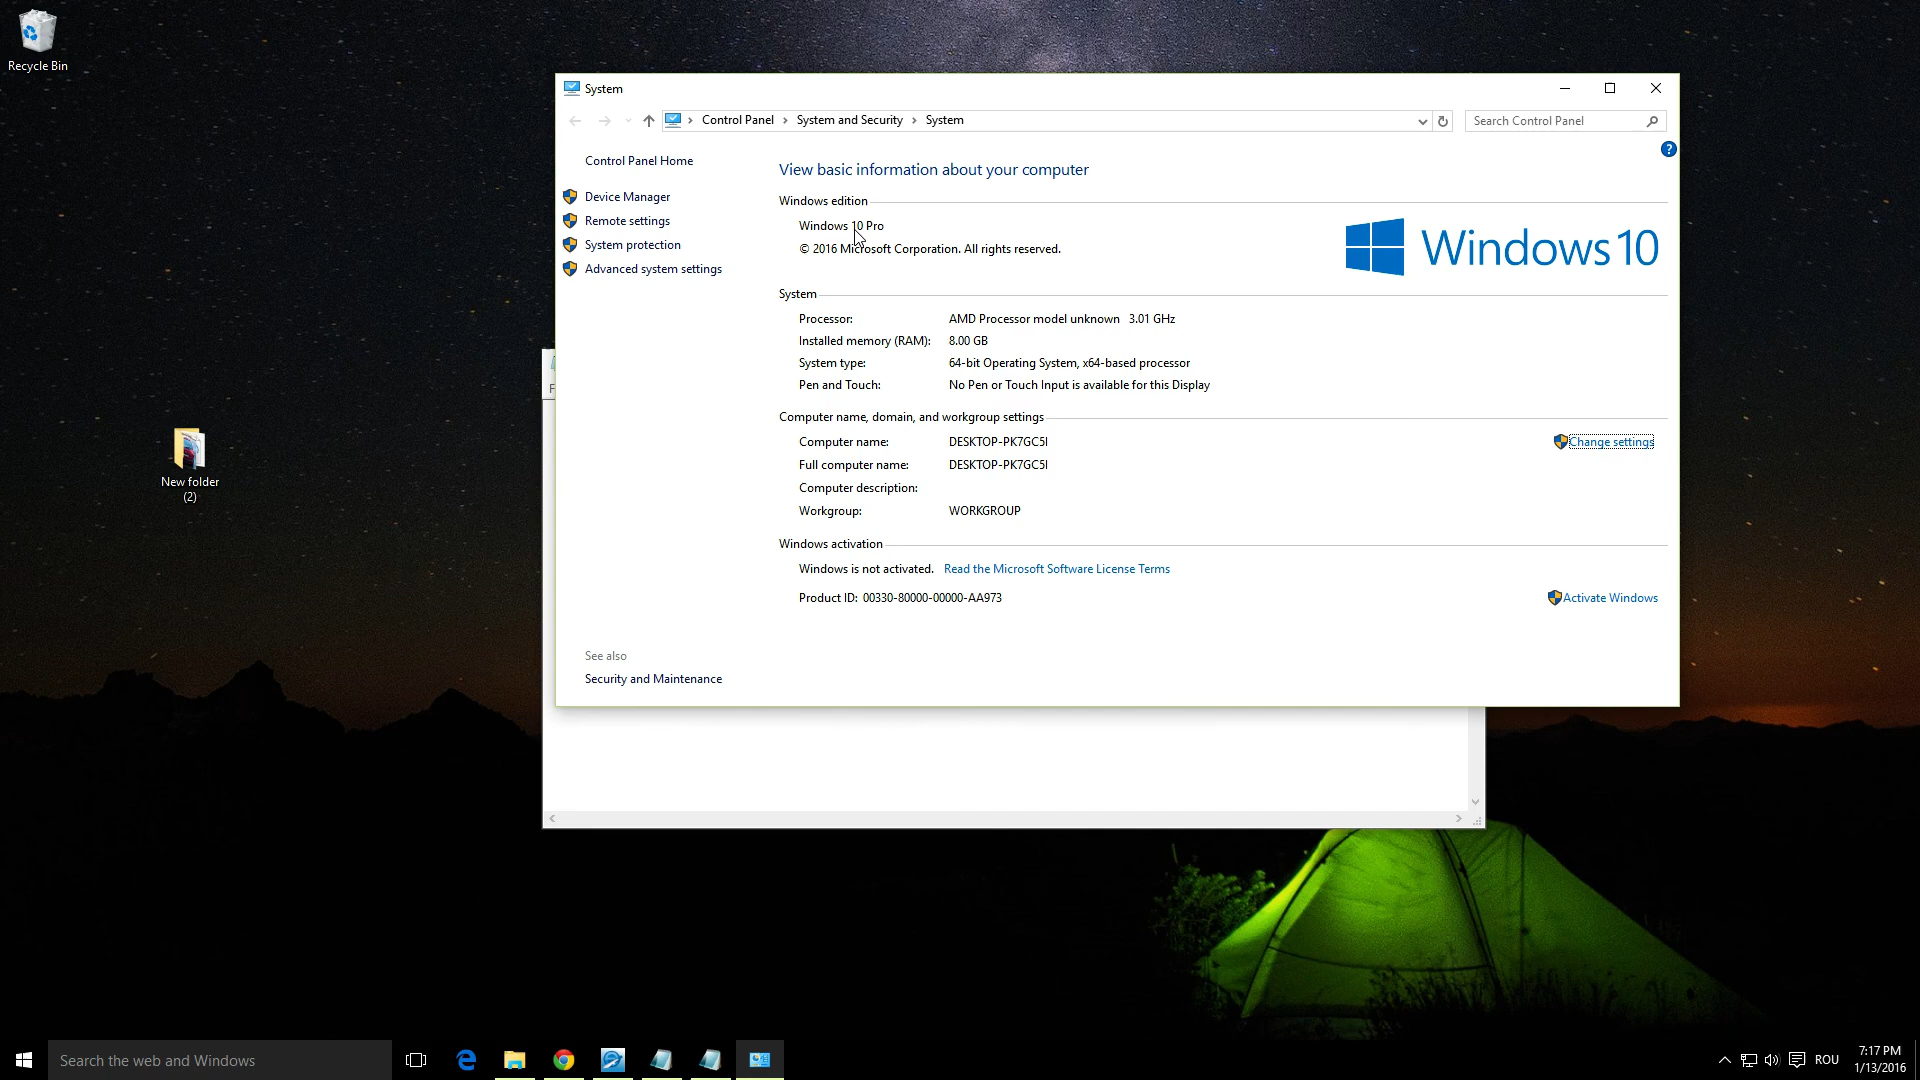 Recycle Bin
System
Control Panel > System and Security > System
Search Control Panel
?
Control Panel Home
Device Manager
Remote settings
System protection
Advanced system settings
View basic information about your computer
Windows edition
Windows 10 Pro
© 2016 Microsoft Corporation. All rights reserved.
Windows 10
System
Processor: AMD Processor model unknown 3.01 GHz
Installed memory (RAM): 8.00 GB
System type: 64-bit Operating System, x64-based processor
Pen and Touch: No Pen or Touch Input is available for this Display
Computer name, domain, and workgroup settings
Computer name: DESKTOP-PK7GC5I
Change settings
Full computer name: DESKTOP-PK7GC5I
Computer description:
Workgroup: WORKGROUP
Windows activation
Windows is not activated. Read the Microsoft Software License Terms
Product ID: 00330-80000-00000-AA973
Activate Windows
See also
Security and Maintenance
F
New folder
(2)
Search the web and Windows
ROU
7:17 PM
1/13/2016